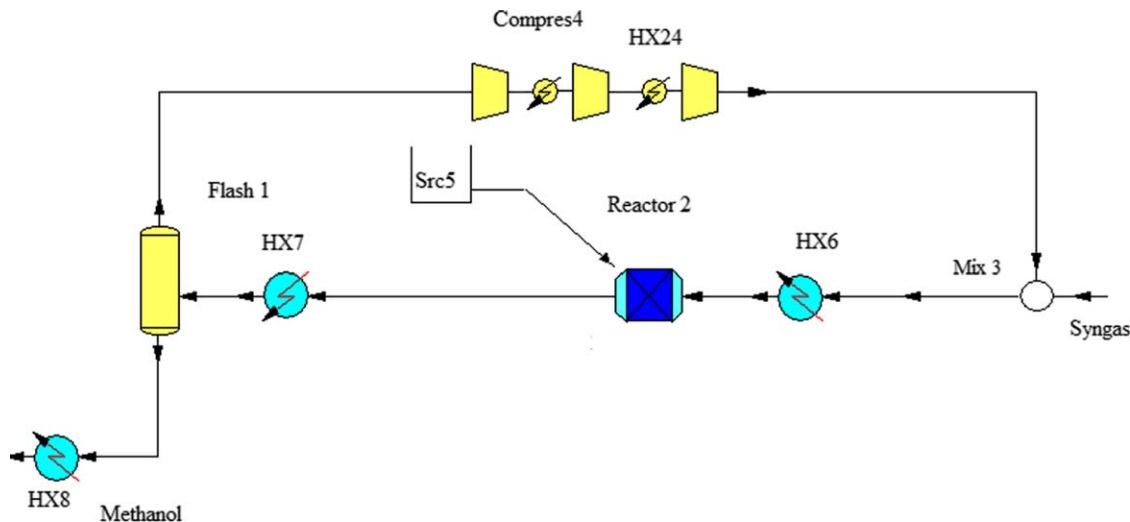 Compres4
HX24
Flash 1
Src5
Reactor 2
HX7
HX6
Mix 3
Syngas
HX8
Methanol